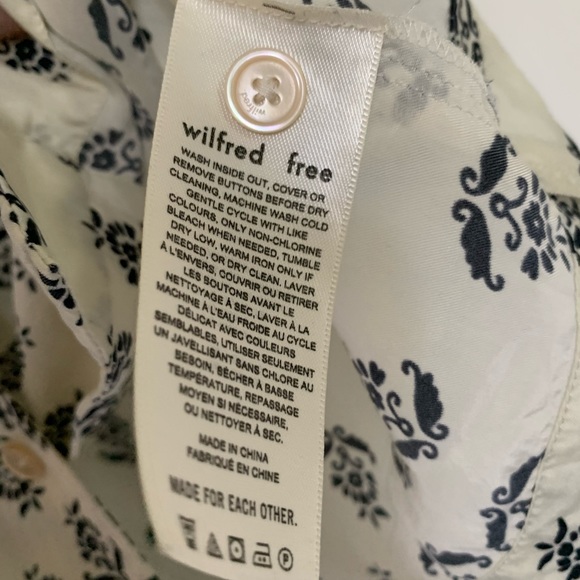 wilfred
wilfred free
WASH INSIDE OUT, COVER OR
REMOVE BUTTONS BEFORE DRY
CLEANING, MACHINE WASH COLD
GENTLE CYCLE WITH LIKE
COLOURS. ONLY NON-CHLORINE
BLEACH WHEN NEEDED, TUMBLE
DRY LOW. WARM IRON ONLY IF
NEEDED, OR DRY CLEAN. LAVER
À L'ENVERS, COUVRIR OU RETIRER
LES BOUTONS AVANT LE
NETTOYAGE À SEC, LAVER À LA
MACHINE À L'EAU FROIDE AU CYCLE
DÉLICAT AVEC COULEURS
SEMBLABLES, UTILISER SEULEMENT
UN JAVELLISANT SANS CHLORE AU
BESOIN, SÉCHER À BASSE
TEMPÉRATURE, REPASSAGE
MOYEN SI NÉCESSAIRE,
OU NETTOYER À SEC.
MADE IN CHINA
FABRIQUÉ EN CHINE
MADE FOR EACH OTHER.
P